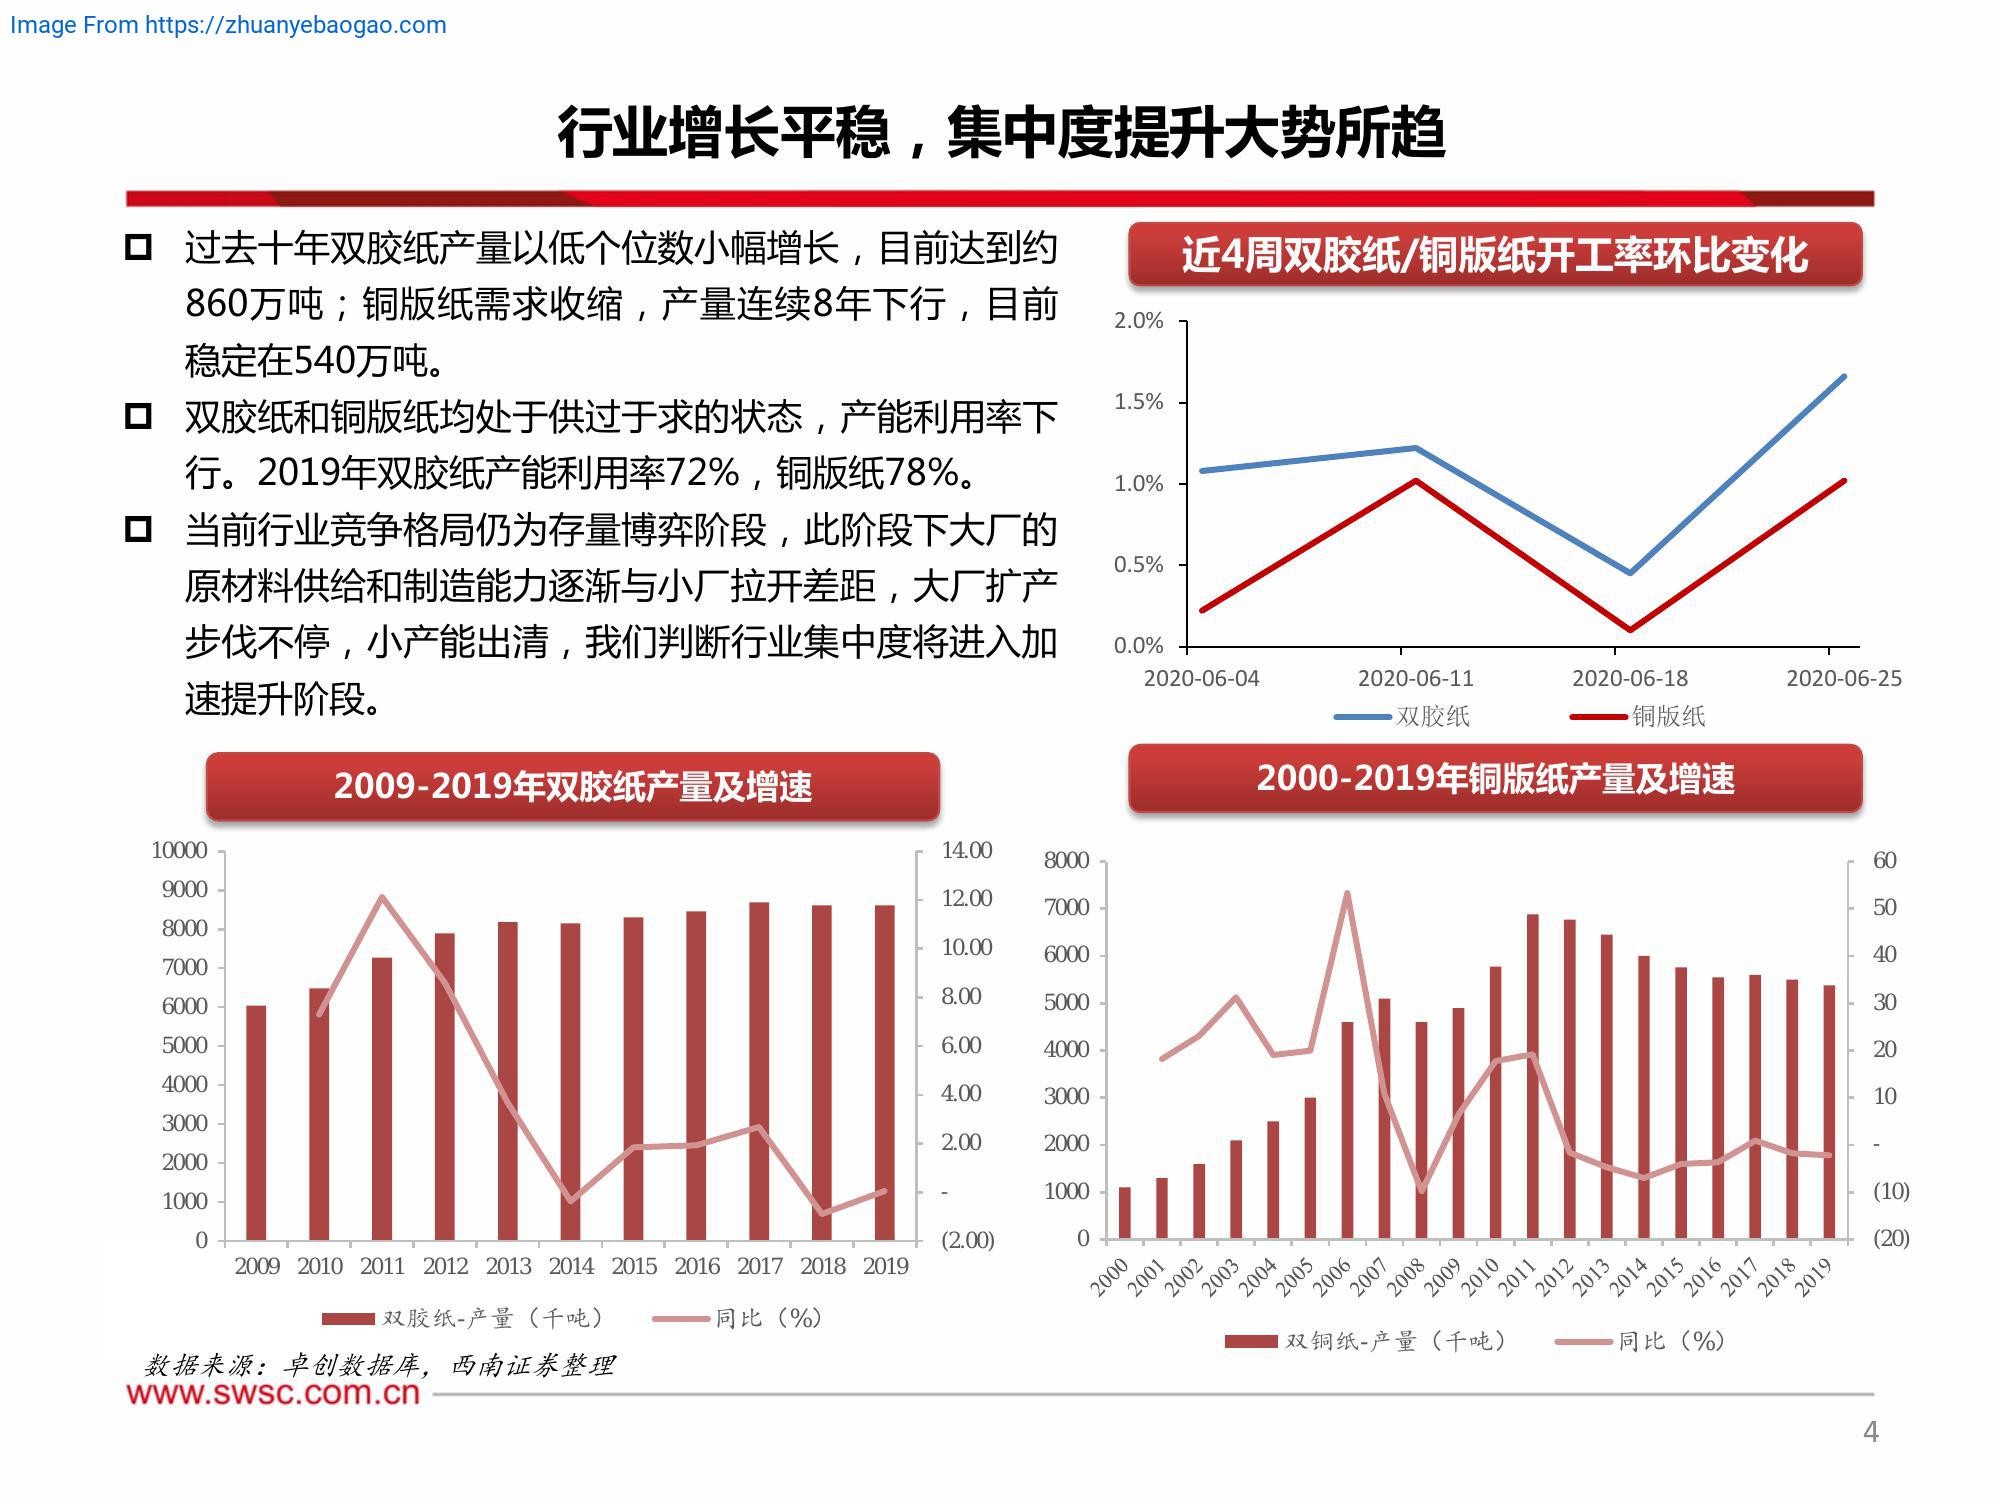 Image From https://zhuanyebaogao.com
行业增长平稳，集中度提升大势所趋
过去十年双胶纸产量以低个位数小幅增长，目前达到约
860万吨；铜版纸需求收缩，产量连续8年下行，目前
稳定在540万吨。
双胶纸和铜版纸均处于供过于求的状态，产能利用率下
行。2019年双胶纸产能利用率72%，铜版纸78%。
当前行业竞争格局仍为存量博弈阶段，此阶段下大厂的
原材料供给和制造能力逐渐与小厂拉开差距，大厂扩产
步伐不停，小产能出清，我们判断行业集中度将进入加
速提升阶段。
近4周双胶纸/铜版纸开工率环比变化
2.0%
1.5%
1.0%
0.5%
0.0%
2020-06-04 2020-06-11 2020-06-18 2020-06-25
双胶纸 铜版纸
2009-2019年双胶纸产量及增速
10000 14.00
9000 12.00
8000 10.00
7000
6000 8.00
5000 6.00
4000 4.00
3000
2000 2.00
1000 -
0 (2.00)
2009 2010 2011 2012 2013 2014 2015 2016 2017 2018 2019
双胶纸-产量（千吨） 同比（%）
2000-2019年铜版纸产量及增速
8000 60
7000 50
6000 40
5000 30
4000 20
3000 10
2000 -
1000 (10)
0 (20)
2000 2001 2002 2003 2004 2005 2006 2007 2008 2009 2010 2011 2012 2013 2014 2015 2016 2017 2018 2019
双铜纸-产量（千吨） 同比（%）
数据来源：卓创数据库，西南证券整理
www.swsc.com.cn
4